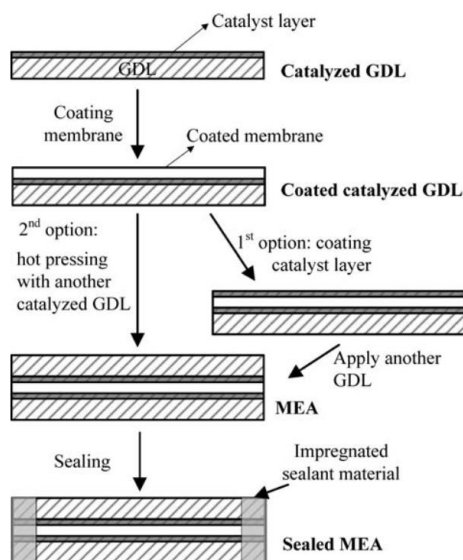 Catalyst layer
GDL
Catalyzed GDL
Coating
membrane
Coated membrane
Coated catalyzed GDL
2nd option:
hot pressing
with another
catalyzed GDL
1st option: coating
catalyst layer
Apply another
GDL
MEA
Sealing
Impregnated
sealant material
Sealed MEA